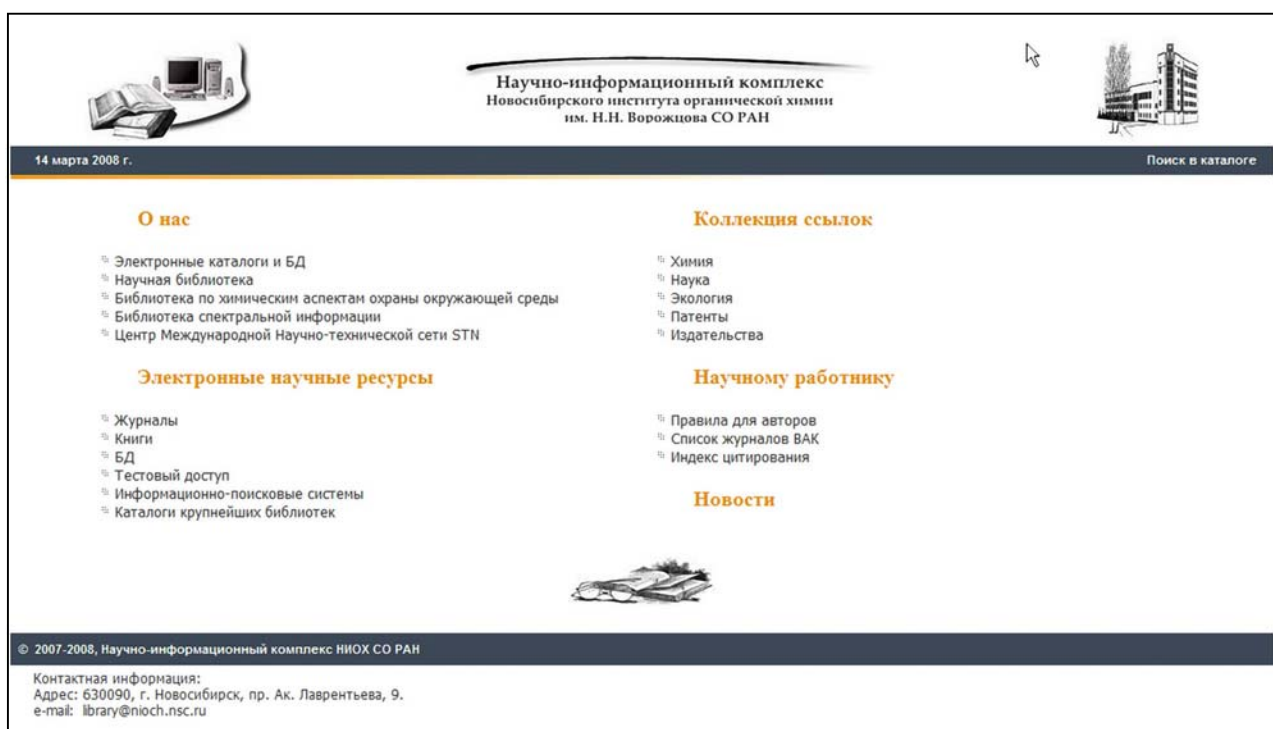 Научно-информационный комплекс
Новосибирского института органической химии
им. Н.Н. Ворожцова СО РАН
14 марта 2008 г.
Поиск в каталоге
О нас
Электронные каталоги и БД
Научная библиотека
Библиотека по химическим аспектам охраны окружающей среды
Библиотека спектральной информации
Центр Международной Научно-технической сети STN
Электронные научные ресурсы
Журналы
Книги
БД
Тестовый доступ
Информационно-поисковые системы
Каталоги крупнейших библиотек
Коллекция ссылок
Химия
Наука
Экология
Патенты
Издательства
Научному работнику
Правила для авторов
Список журналов ВАК
Индекс цитирования
Новости
© 2007-2008, Научно-информационный комплекс НИОХ СО РАН
Контактная информация:
Адрес: 630090, г. Новосибирск, пр. Ак. Лаврентьева, 9.
e-mail: library@nioch.nsc.ru